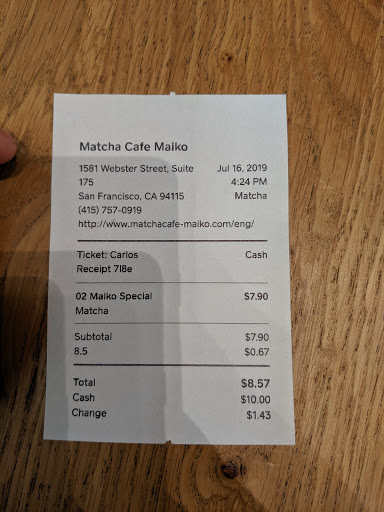 Matcha Cafe Maiko
1581 Webster Street, Suite Jul 16, 2019
175 4:24 PM
San Francisco, CA 94115 Matcha
(415) 757-0919
http://www.matchacafe-maiko.com/eng/
Ticket: Carlos Cash
Receipt 7I8e
02 Maiko Special $7.90
Matcha
Subtotal $7.90
8.5 $0.67
Total $8.57
Cash $10.00
Change $1.43